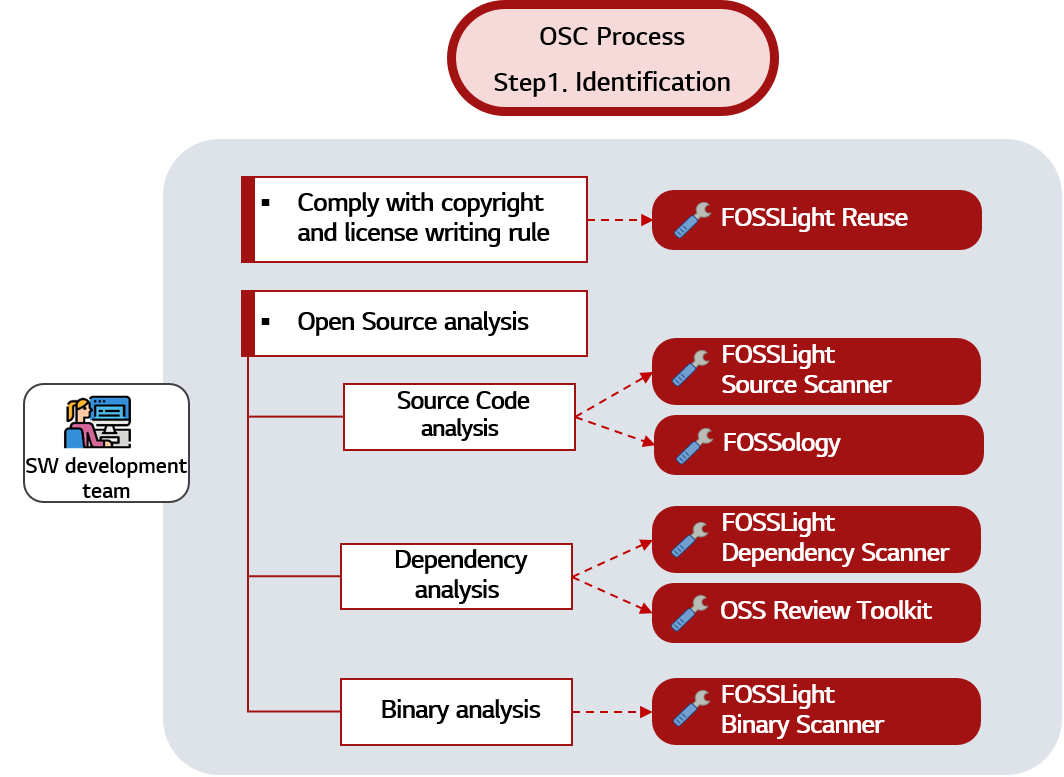 OSC Process
Step1. Identification
▪ Comply with copyright
and license writing rule
FOSSLight Reuse
▪ Open Source analysis
Source Code
analysis
FOSSLight
Source Scanner
FOSSology
SW development
team
Dependency
analysis
FOSSLight
Dependency Scanner
OSS Review Toolkit
Binary analysis
FOSSLight
Binary Scanner